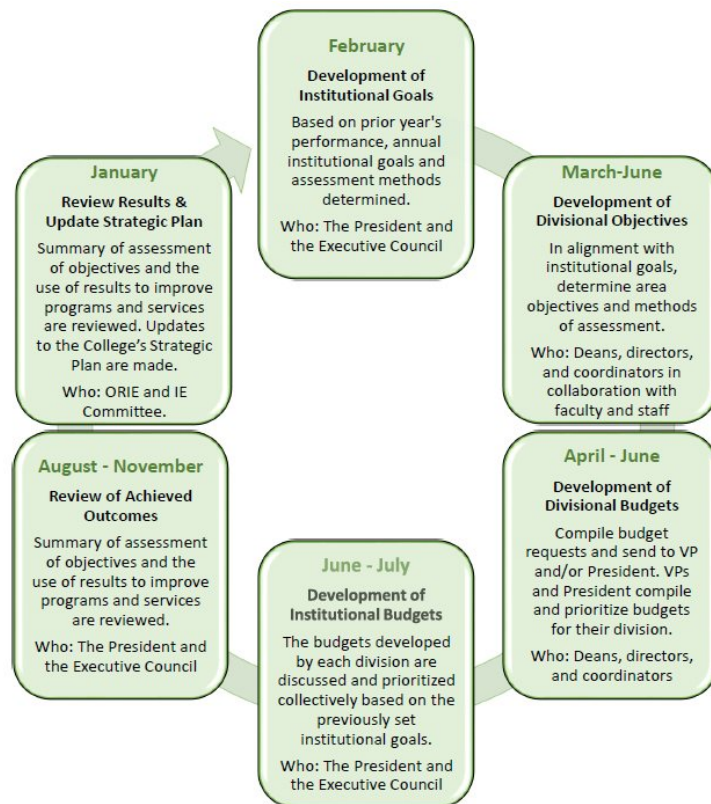 February
Development of
Institutional Goals
Based on prior year's
performance, annual
institutional goals and
assessment methods
determined.
Who: The President and
the Executive Council
March-June
Development of
Divisional Objectives
In alignment with
institutional goals,
determine area
objectives and methods
of assessment.
Who: Deans, directors,
and coordinators in
collaboration with
faculty and staff
April - June
Development of
Divisional Budgets
Compile budget
requests and send to VP
and/or President. VPs
and President compile
and prioritize budgets
for their division.
Who: Deans, directors,
and coordinators
June - July
Development of
Institutional Budgets
The budgets developed
by each division are
discussed and prioritized
collectively based on the
previously set
institutional goals.
Who: The President and
the Executive Council
August - November
Review of Achieved
Outcomes
Summary of assessment
of objectives and the
use of results to improve
programs and services
are reviewed.
Who: The President and
the Executive Council
January
Review Results &
Update Strategic Plan
Summary of assessment
of objectives and the
use of results to improve
programs and services
are reviewed. Updates
to the College's Strategic
Plan are made.
Who: ORIE and IE
Committee.